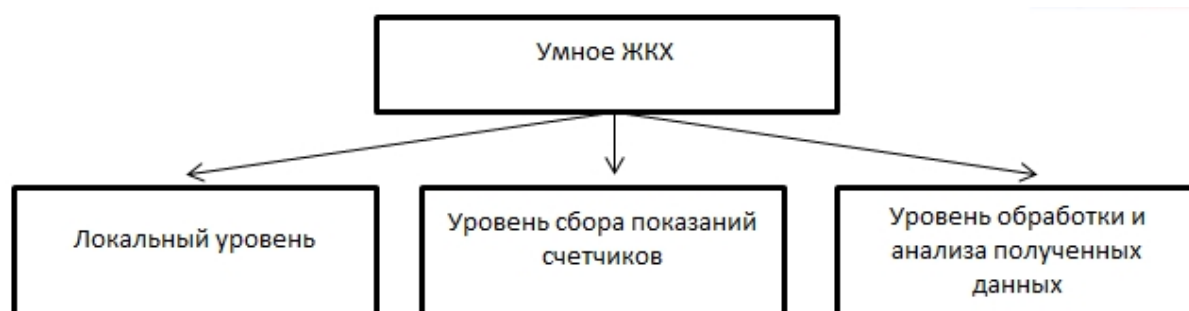 Умное ЖКХ
Локальный уровень
Уровень сбора показаний
счетчиков
Уровень обработки и
анализа полученных
данных